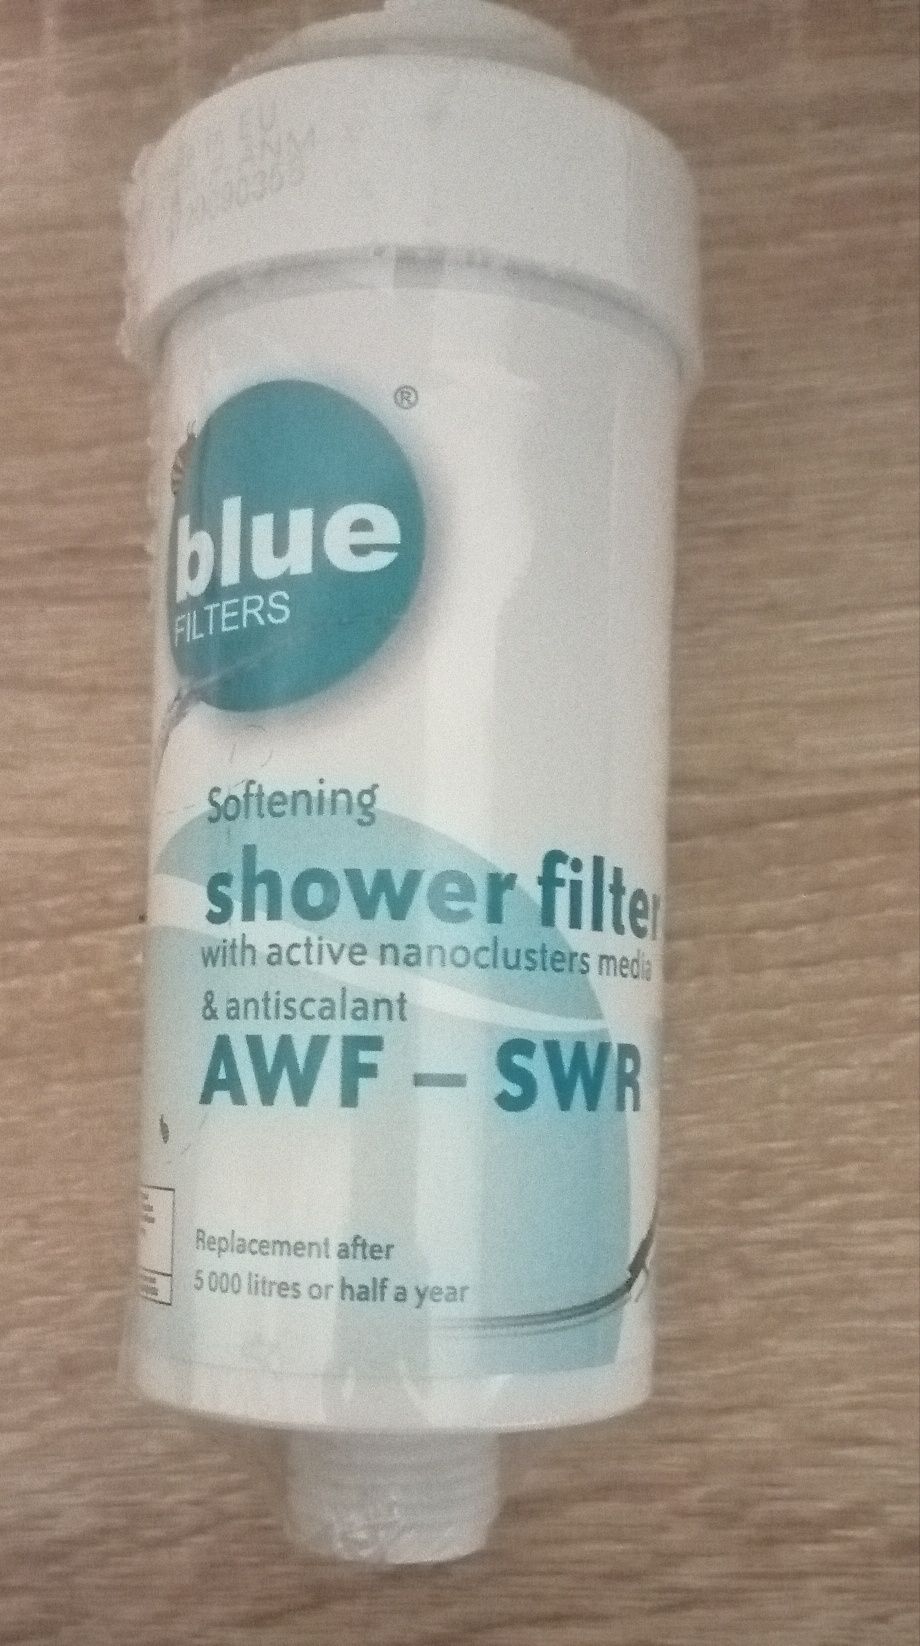 EU
®
blue
FILTERS
Softening
shower filter
with active nanoclusters media
& antiscalant
AWF – SWR
Replacement after
5 000 litres or half a year